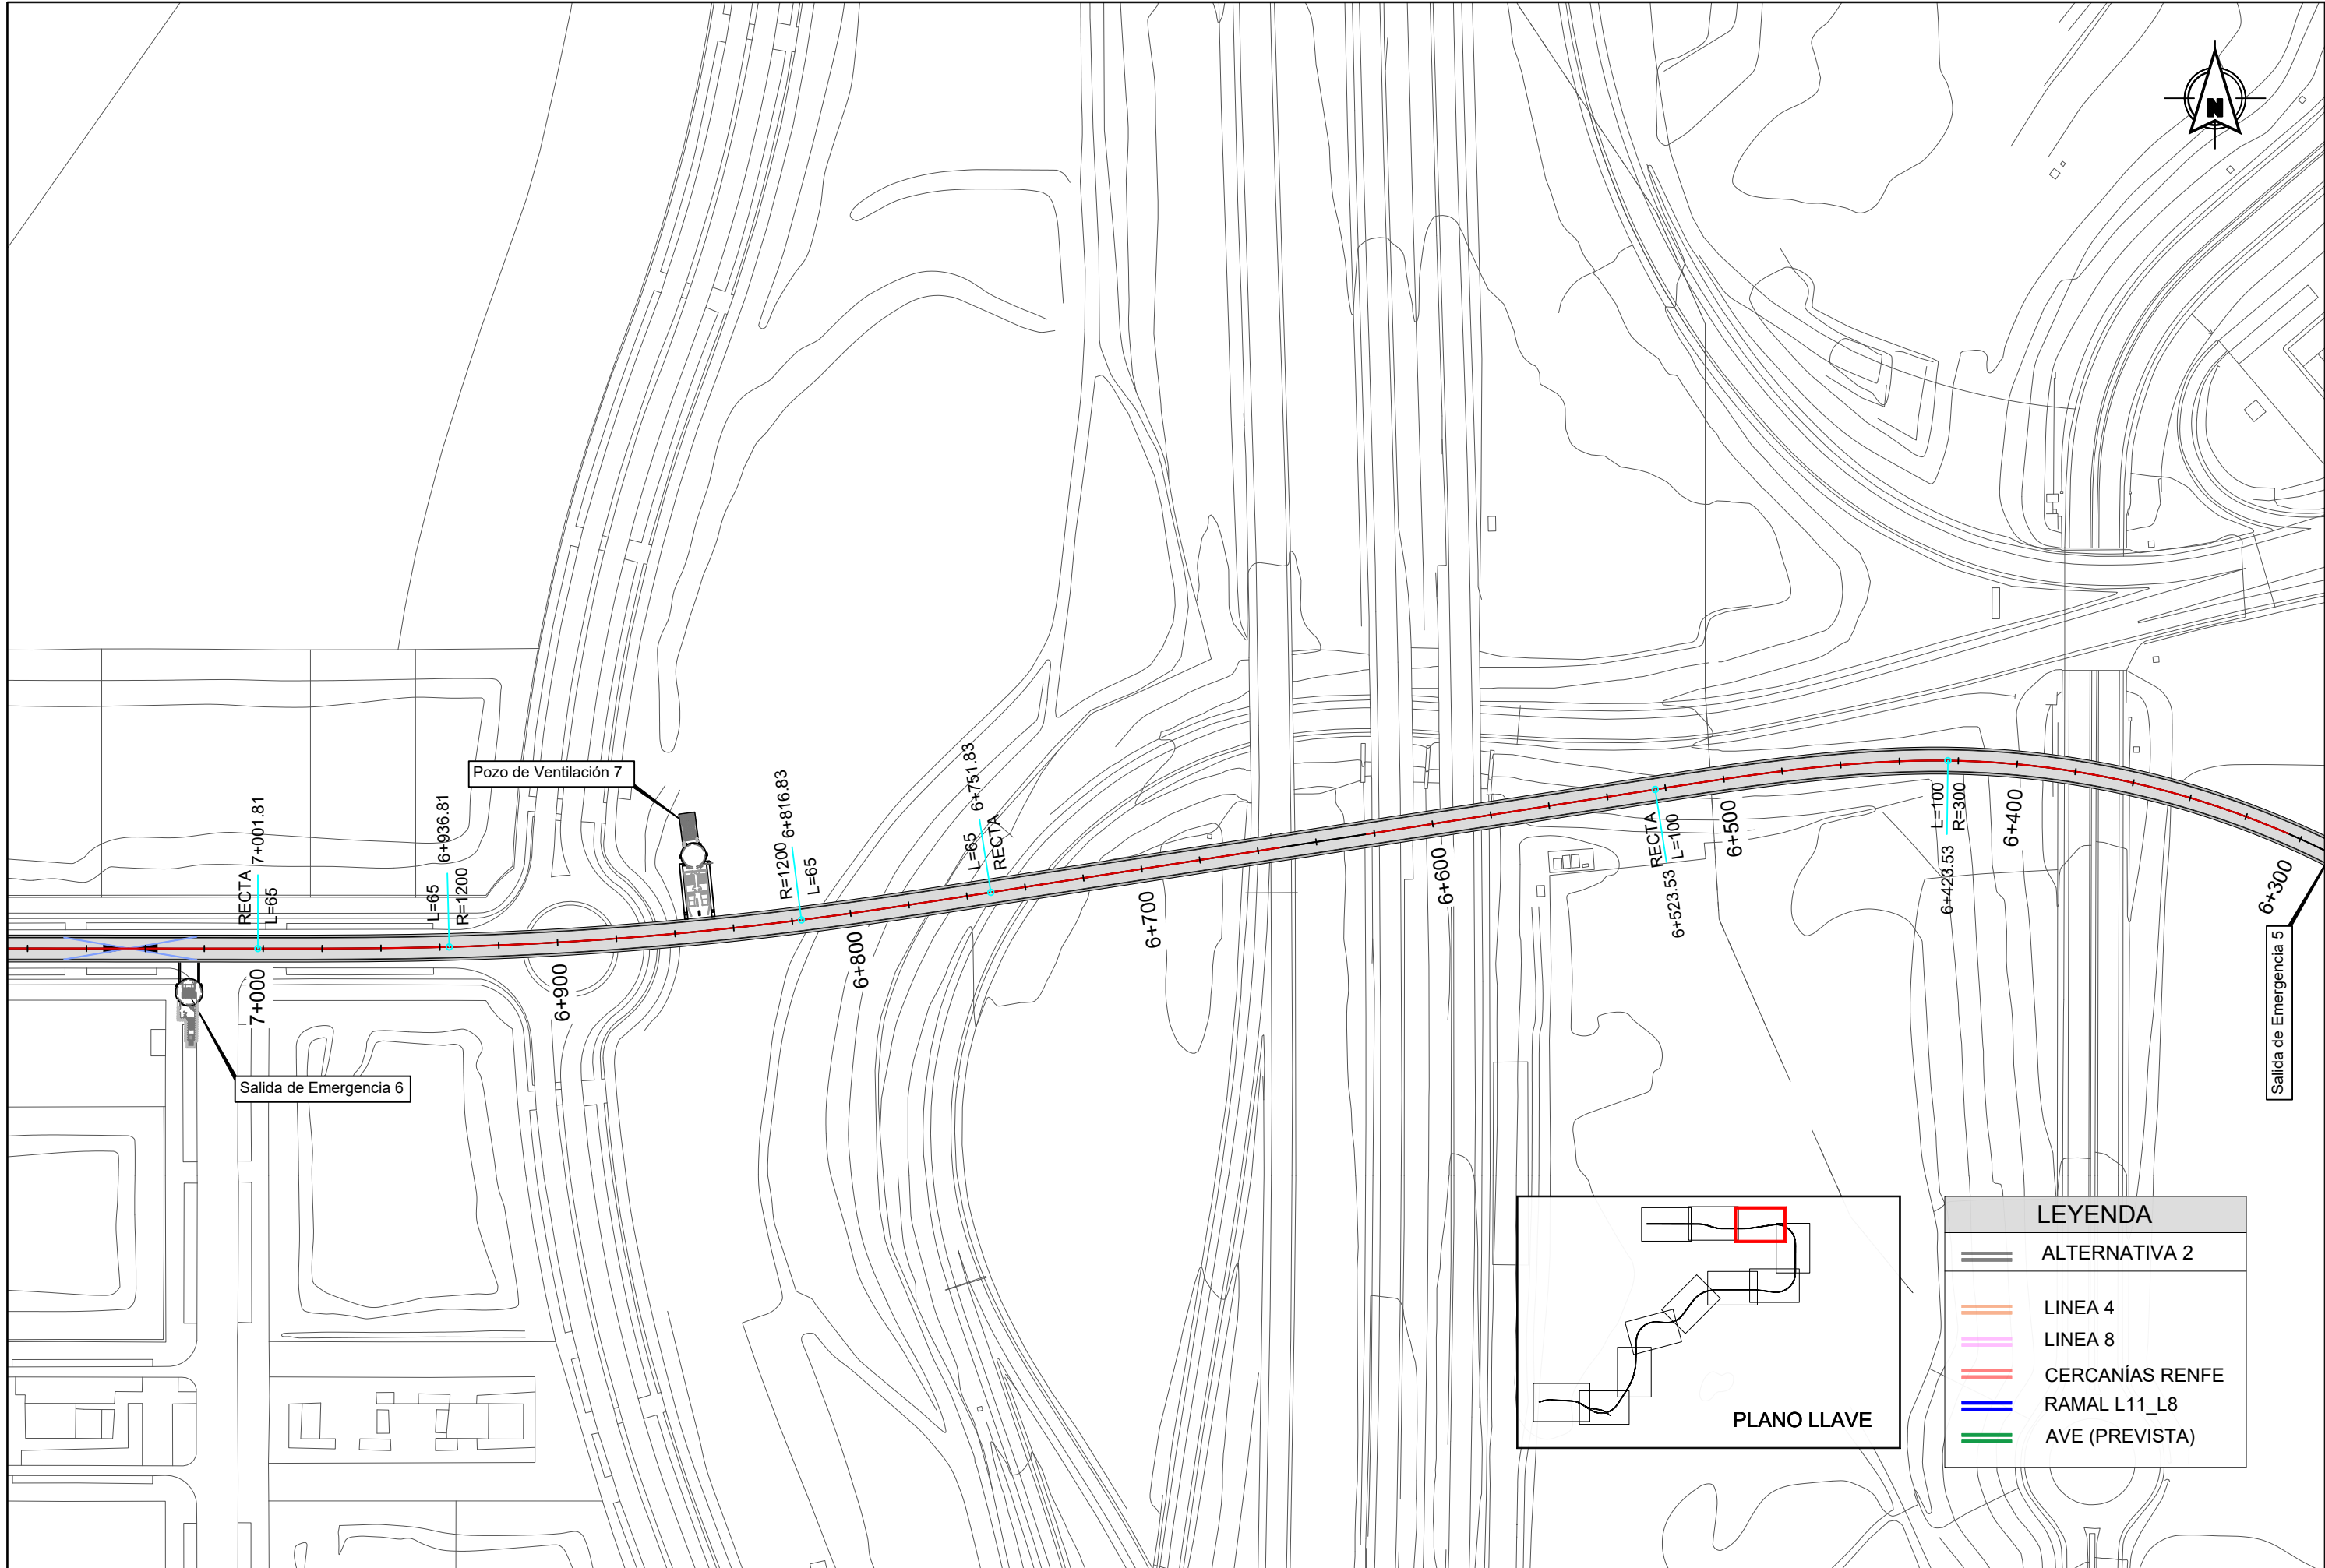 N
Pozo de Ventilación 7
RECTA 7+001.81
L=65
L=65 6+936.81
R=1200
R=1200 6+816.83
L=65
L=65 6+751.83
RECTA
6+523.53 RECTA
L=100
6+423.53 L=100
R=300
7+000
6+900
6+800
6+700
6+600
6+500
6+400
6+300
Salida de Emergencia 6
Salida de Emergencia 5
PLANO LLAVE
LEYENDA
ALTERNATIVA 2
LINEA 4
LINEA 8
CERCANÍAS RENFE
RAMAL L11_L8
AVE (PREVISTA)